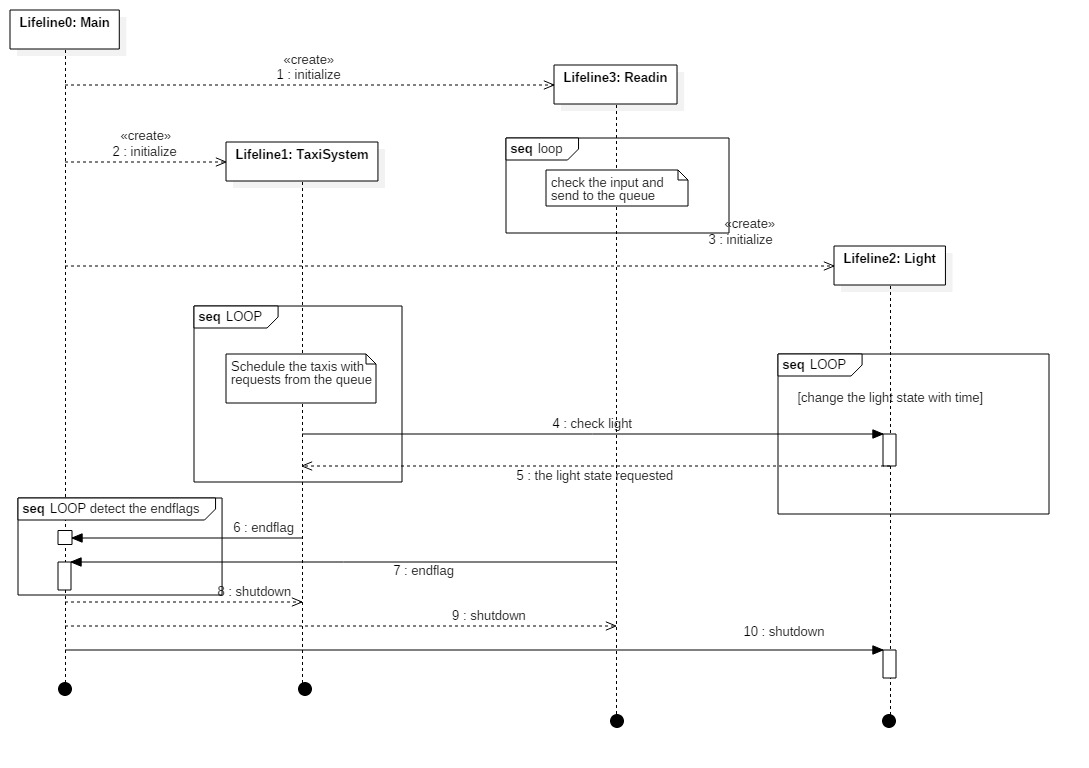 Lifeline0: Main
«create»
1 : initialize
Lifeline3: Readin
«create»
2 : initialize
Lifeline1: TaxiSystem
seq loop
check the input and
send to the queue
«create»
3 : initialize
Lifeline2: Light
seq LOOP
Schedule the taxis with
requests from the queue
seq LOOP
[change the light state with time]
4 : check light
5 : the light state requested
seq LOOP detect the endflags
6 : endflag
7 : endflag
8 : shutdown
9 : shutdown
10 : shutdown